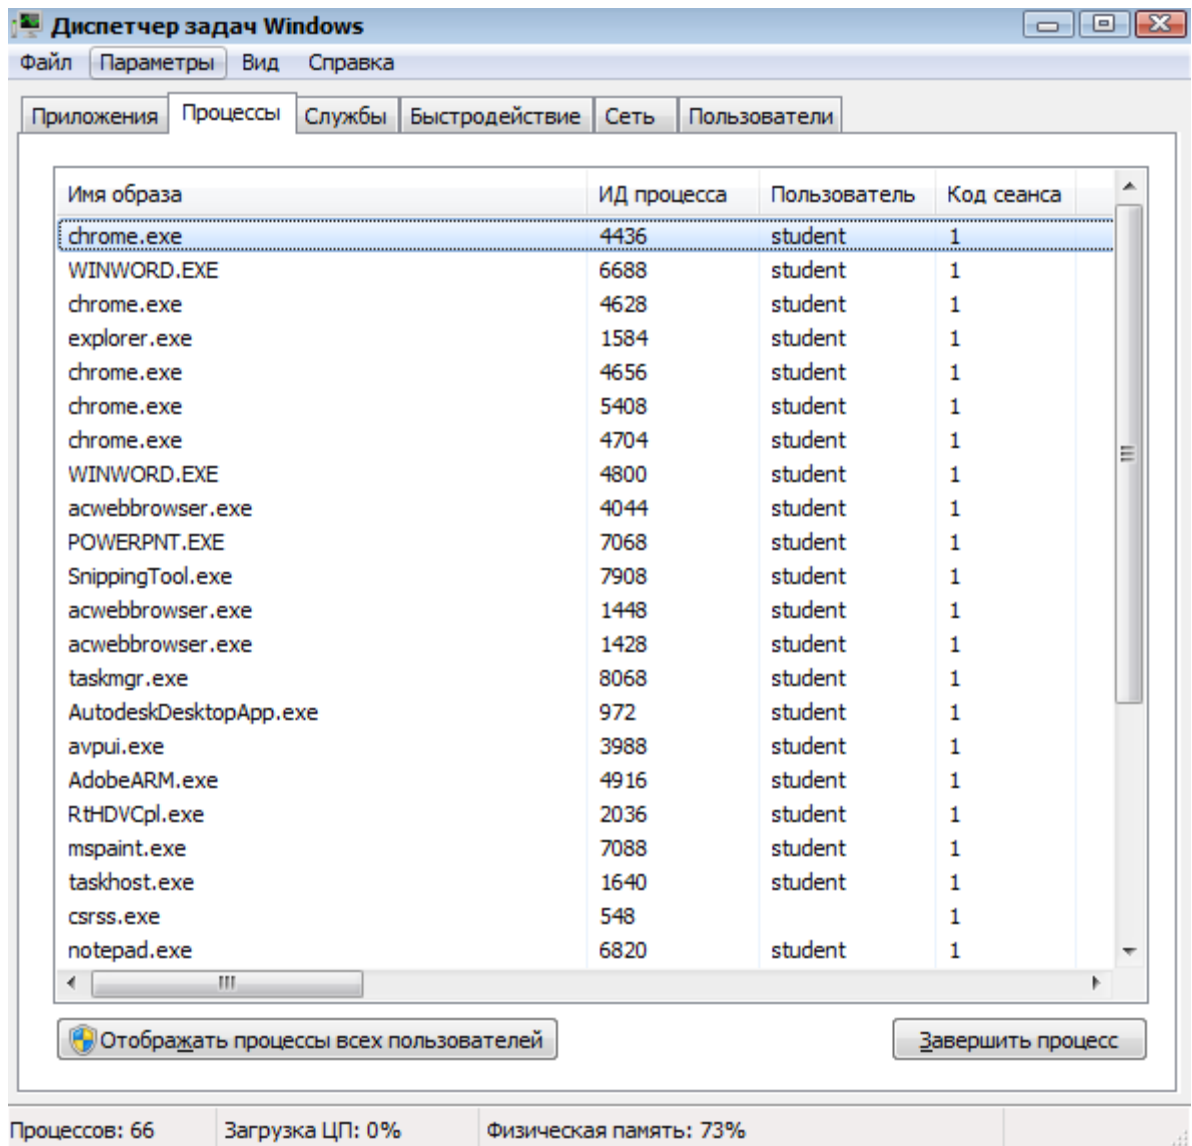 Диспетчер задач Windows
Файл Параметры Вид Справка
Приложения Процессы Службы Быстродействие Сеть Пользователи
Имя образа ИД процесса Пользователь Код сеанса
chrome.exe 4436 student 1
WINWORD.EXE 6688 student 1
chrome.exe 4628 student 1
explorer.exe 1584 student 1
chrome.exe 4656 student 1
chrome.exe 5408 student 1
chrome.exe 4704 student 1
WINWORD.EXE 4800 student 1
acwebbrowser.exe 4044 student 1
POWERPNT.EXE 7068 student 1
SnippingTool.exe 7908 student 1
acwebbrowser.exe 1448 student 1
acwebbrowser.exe 1428 student 1
taskmgr.exe 8068 student 1
AutodeskDesktopApp.exe 972 student 1
avpui.exe 3988 student 1
AdobeARM.exe 4916 student 1
RtHDVCpl.exe 2036 student 1
mspaint.exe 7088 student 1
taskhost.exe 1640 student 1
csrss.exe 548 1
notepad.exe 6820 student 1
Отображать процессы всех пользователей Завершить процесс
Процессов: 66 Загрузка ЦП: 0% Физическая память: 73%